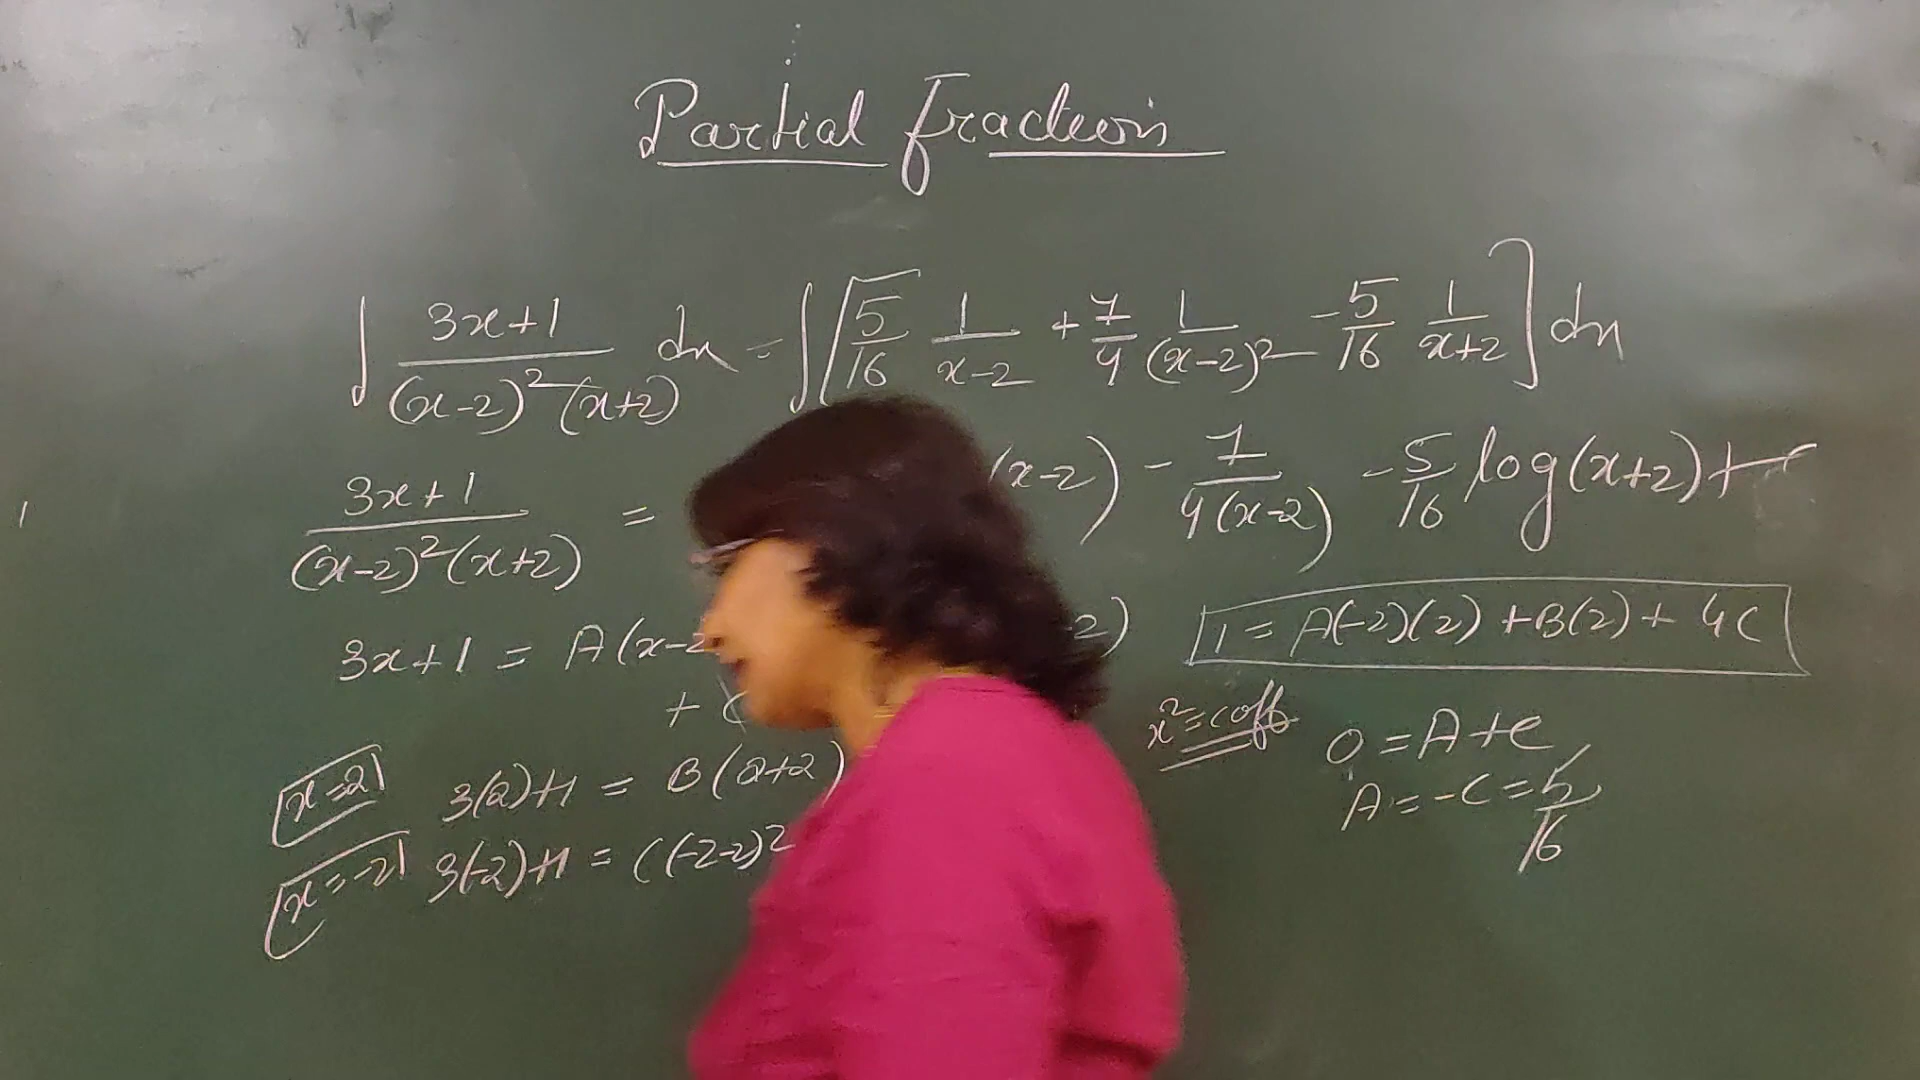 Partial fractions
∫ 3x+1 / (x-2)²(x+2) dx = ∫[ 5/16 1/x-2 + 7/4 1/(x-2)² - 5/16 1/x+2 ] dx
(x-2) - 7/4(x-2) - 5/16 log(x+2) +
3x+1 / (x-2)²(x+2) =
3x+1 = A(x-2 2)
1 = A(-2)(2) + B(2) + 4C
+ C
x² = coff
0 = A+C
A = -C = 5/16
x=2 3(2)+1 = B(2+2)
x=-2 3(-2)+1 = C(-2-2)²